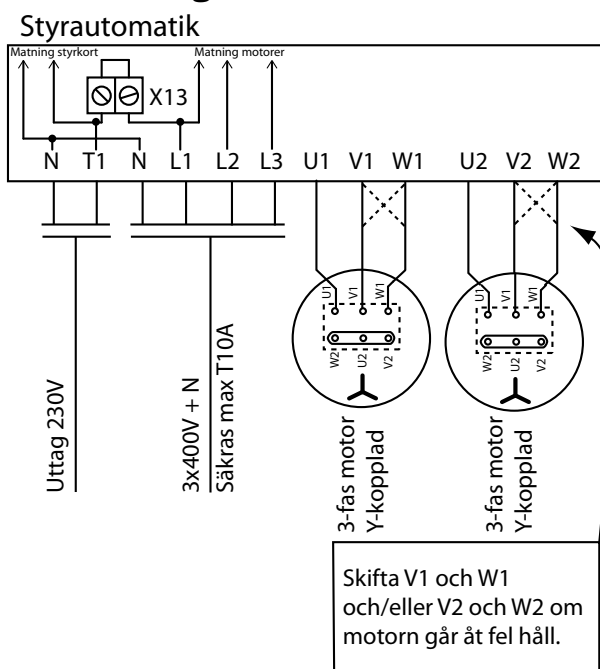 Styrautomatik
Matning styrkort
Matning motorer
X13
N T1 N L1 L2 L3 U1 V1 W1 U2 V2 W2
U1 V1 W1
W2 U2 V2
U1 V1 W1
W2 U2 V2
Uttag 230V
3x400V + N
Säkras max T10A
3-fas motor
Y-kopplad
3-fas motor
Y-kopplad
Skifta V1 och W1
och/eller V2 och W2 om
motorn går åt fel håll.